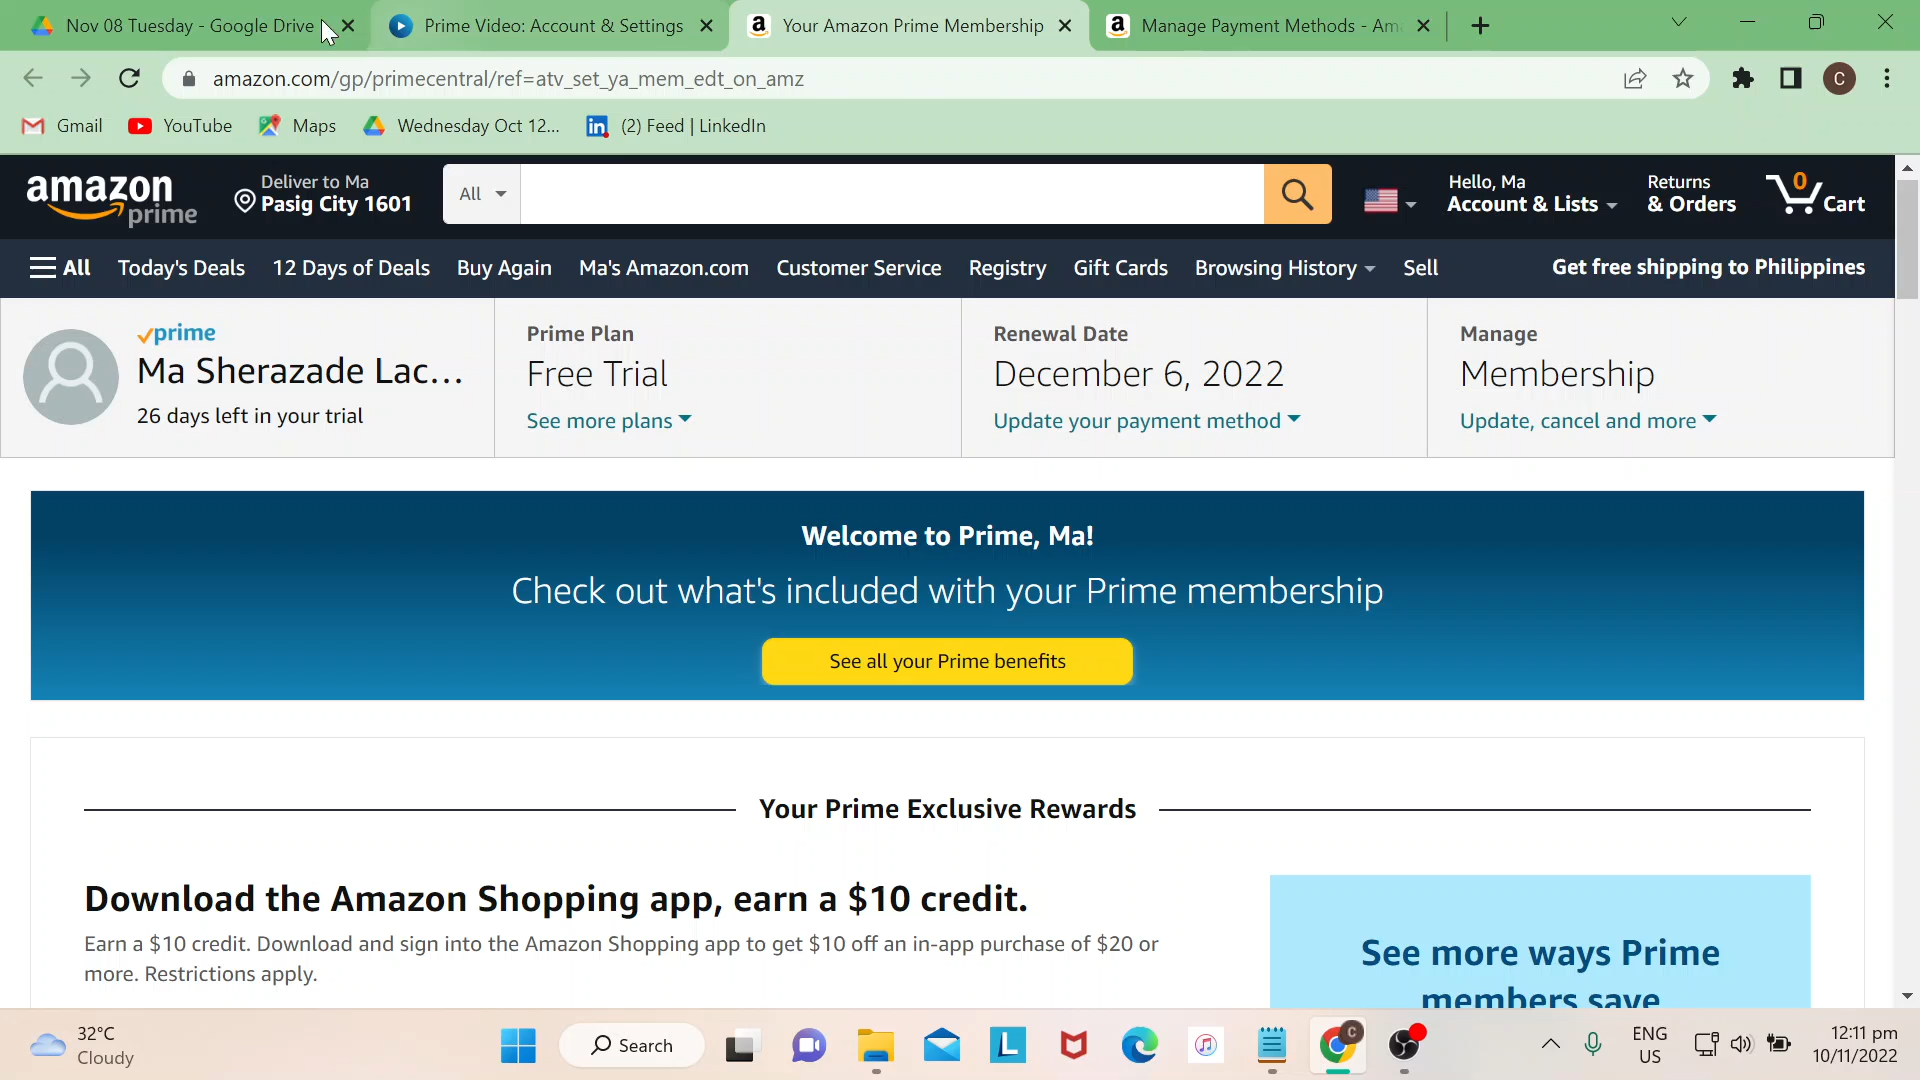 Nov 08 Tuesday - Google Drive
Prime Video: Account & Settings
Your Amazon Prime Membership
Manage Payment Methods - Am
amazon.com/gp/primecentral/ref=atv_set_ya_mem_edt_on_amz
C
Gmail
YouTube
Maps
Wednesday Oct 12...
(2) Feed | LinkedIn
amazon prime
Deliver to Ma
Pasig City 1601
All
Hello, Ma
Account & Lists
Returns
& Orders
0
Cart
All
Today's Deals
12 Days of Deals
Buy Again
Ma's Amazon.com
Customer Service
Registry
Gift Cards
Browsing History
Sell
Get free shipping to Philippines
prime
Ma Sherazade Lac...
26 days left in your trial
Prime Plan
Free Trial
See more plans
Renewal Date
December 6, 2022
Update your payment method
Manage
Membership
Update, cancel and more
Welcome to Prime, Ma!
Check out what's included with your Prime membership
See all your Prime benefits
Your Prime Exclusive Rewards
Download the Amazon Shopping app, earn a $10 credit.
Earn a $10 credit. Download and sign into the Amazon Shopping app to get $10 off an in-app purchase of $20 or
more. Restrictions apply.
See more ways Prime
members save
32°C
Cloudy
Search
L
C
ENG
US
12:11 pm
10/11/2022